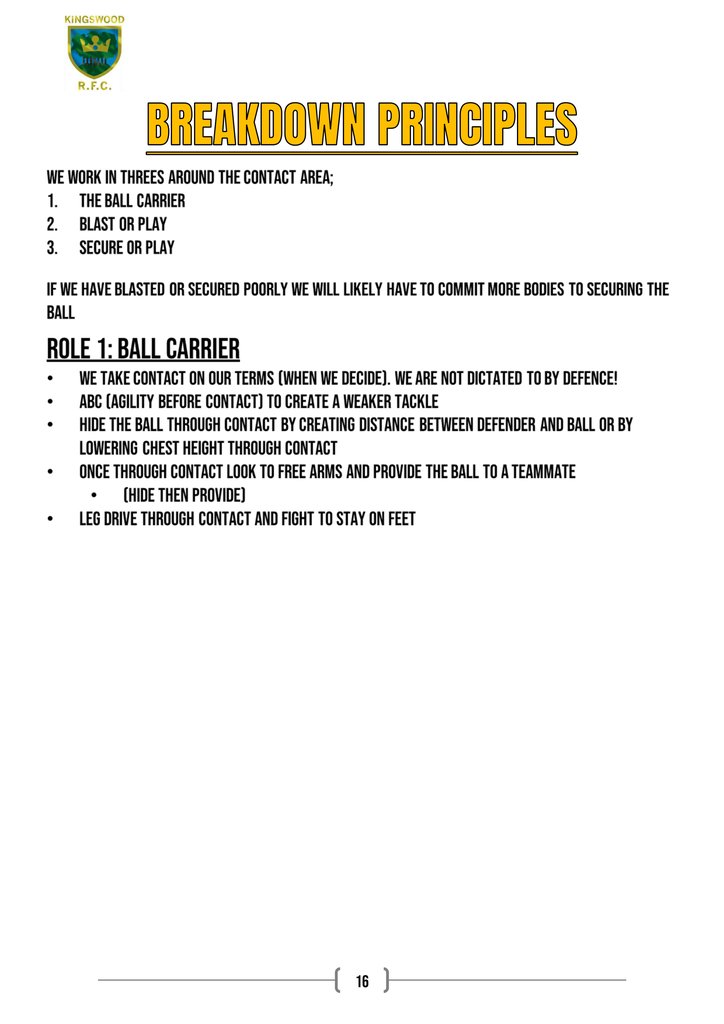 KINGSWOOD
R.F.C.
BREAKDOWN PRINCIPLES
WE WORK IN THREES AROUND THE CONTACT AREA;
1. THE BALL CARRIER
2. BLAST OR PLAY
3. SECURE OR PLAY
IF WE HAVE BLASTED OR SECURED POORLY WE WILL LIKELY HAVE TO COMMIT MORE BODIES TO SECURING THE
BALL
ROLE 1: BALL CARRIER
• WE TAKE CONTACT ON OUR TERMS (WHEN WE DECIDE). WE ARE NOT DICTATED TO BY DEFENCE!
• ABC (AGILITY BEFORE CONTACT) TO CREATE A WEAKER TACKLE
• HIDE THE BALL THROUGH CONTACT BY CREATING DISTANCE BETWEEN DEFENDER AND BALL OR BY
LOWERING CHEST HEIGHT THROUGH CONTACT
• ONCE THROUGH CONTACT LOOK TO FREE ARMS AND PROVIDE THE BALL TO A TEAMMATE
• (HIDE THEN PROVIDE)
• LEG DRIVE THROUGH CONTACT AND FIGHT TO STAY ON FEET
16